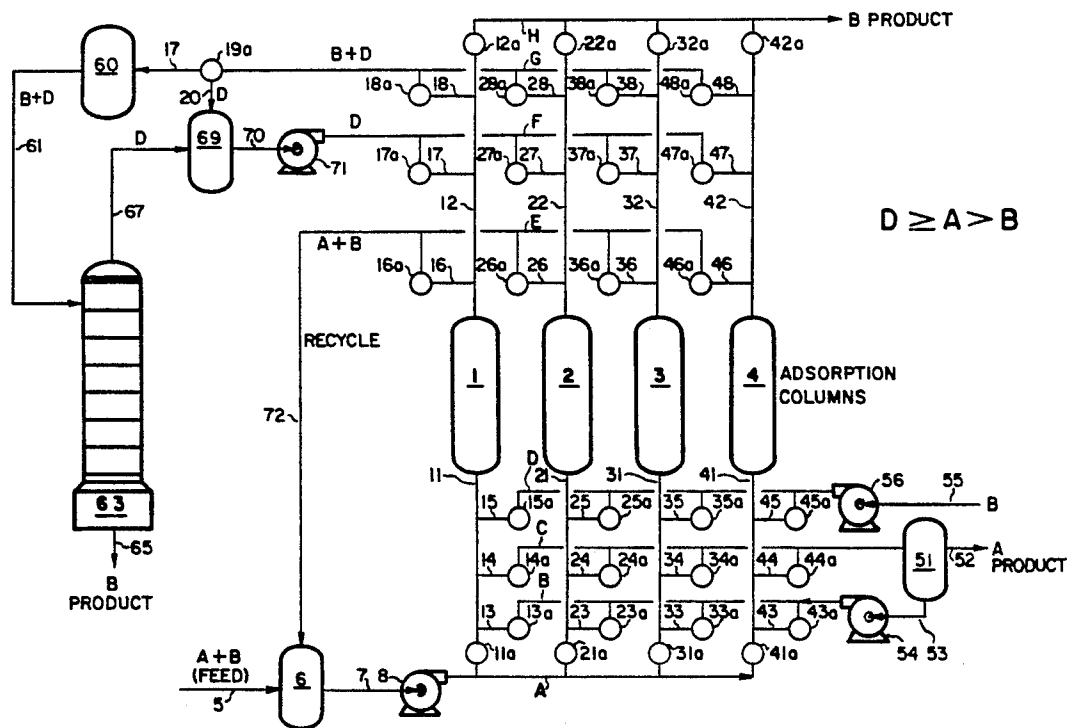 H
B PRODUCT
12a 22a 32a 42a
60 17 19a B+D G
18a 18 28a 28 38a 38 48a 48
B+D 20 D
61 D 69 70 D F
71 17a 17 27a 27 37a 37 47a 47
67 12 22 32 42
D ≥ A > B
A+B E
16a 16 26a 26 36a 36 46a 46
RECYCLE
1 2 3 4 ADSORPTION
COLUMNS
72
11 D 21 31 41
56 55
15 15a 25 25a 35 35a 45 45a B
63
C
65 14 14a 24 24a 34 34a 44 44a 51 52 A
PRODUCT
B
PRODUCT
B
13 13a 23 23a 33 33a 43 43a
54 53
11a 21a 31a 41a
A+B
(FEED)
5 6 7 8 A